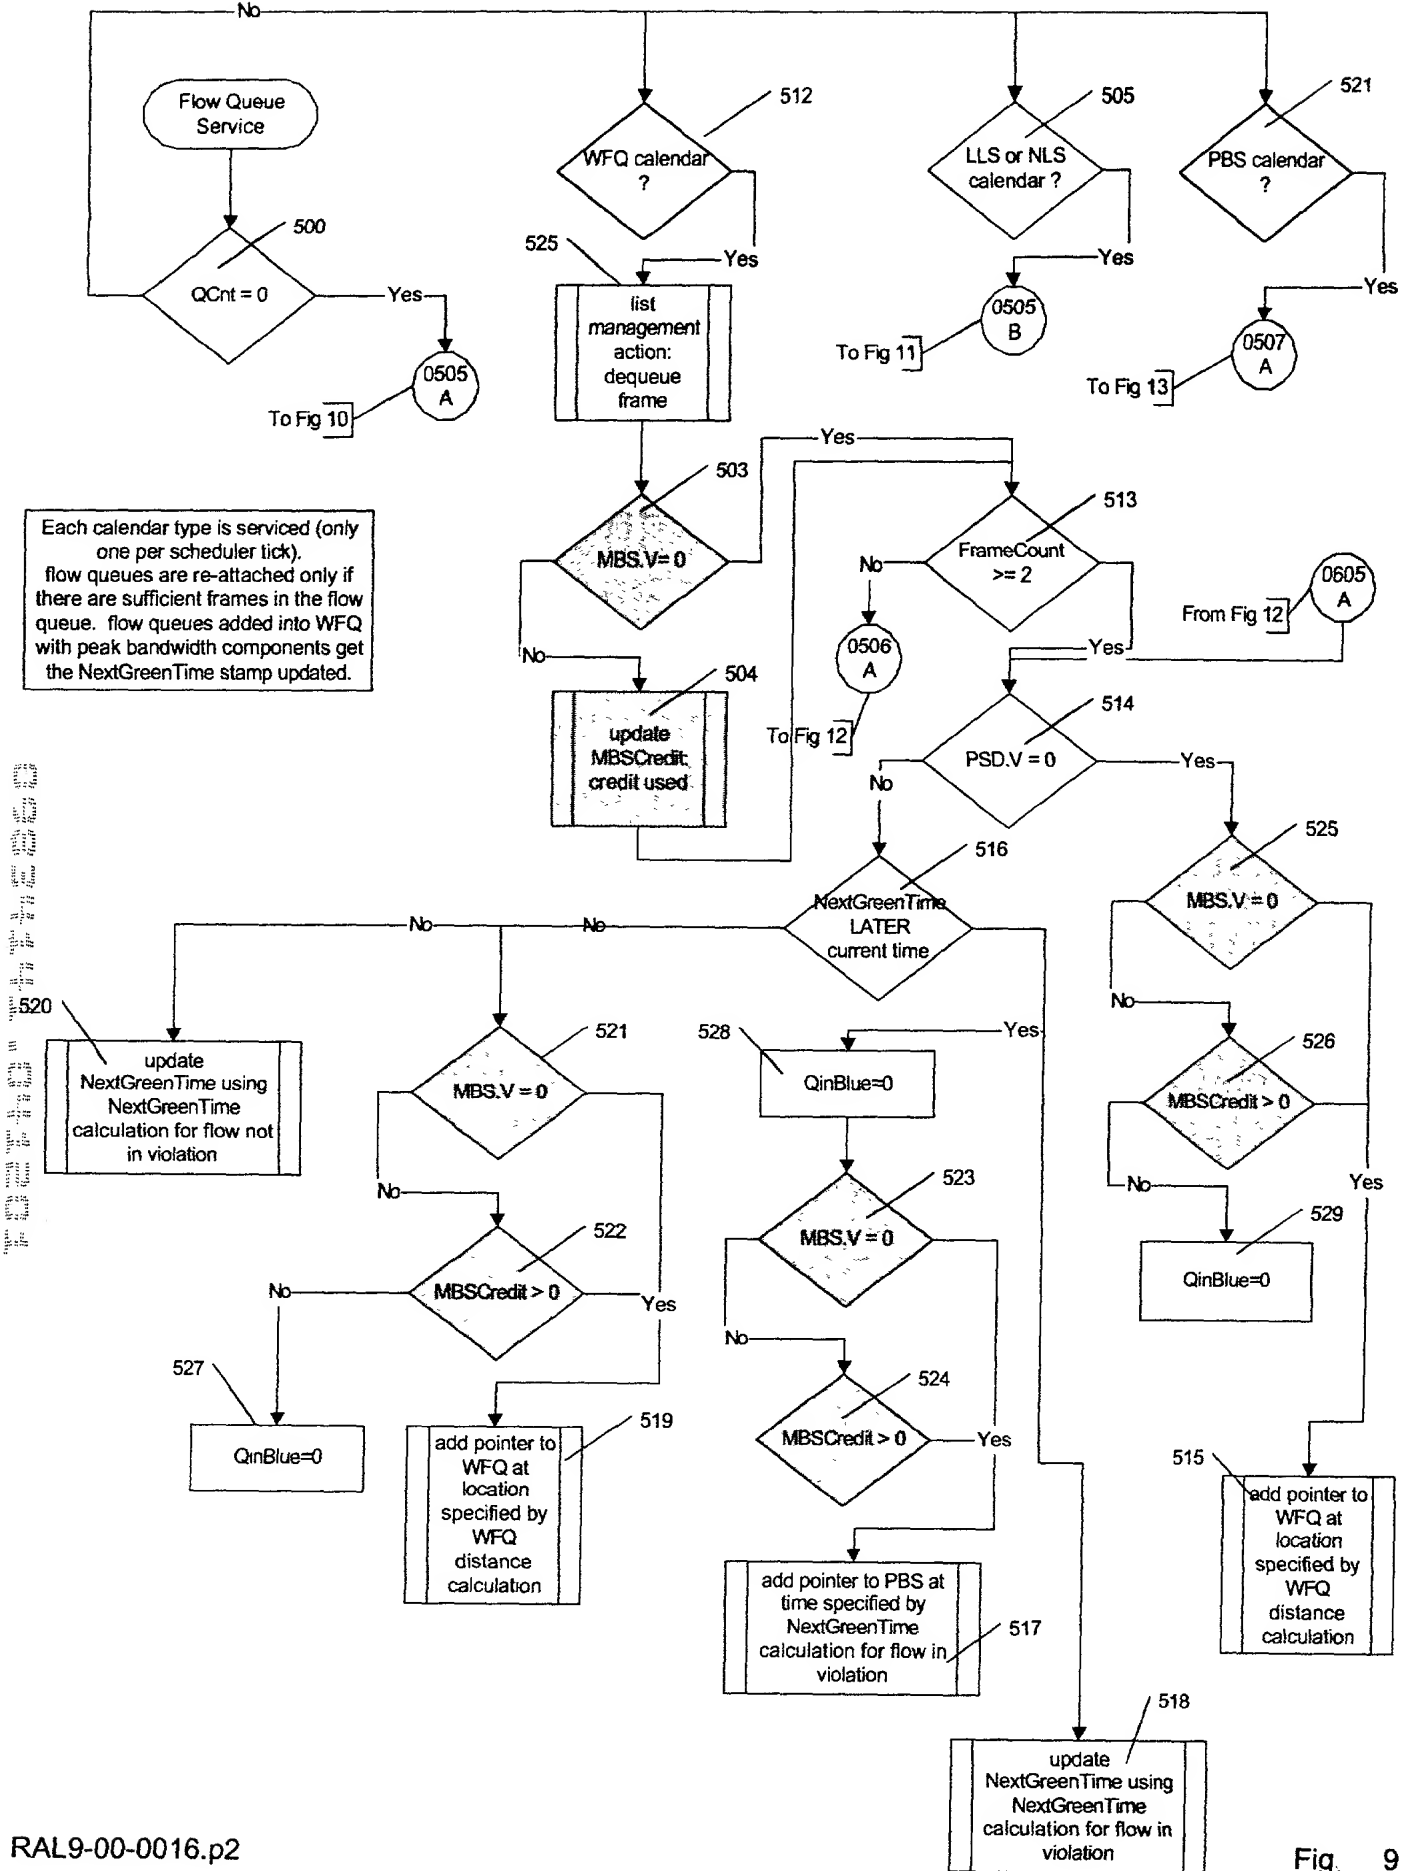 No
Flow Queue
Service
512
505
521
WFQ calendar
?
LLS or NLS
calendar ?
PBS calendar
?
500
QCnt = 0
Yes
525
Yes
Yes
Yes
list
management
action:
dequeue
frame
0505
A
To Fig 10
0505
B
To Fig 11
0507
A
To Fig 13
Yes
503
MBS.V= 0
513
FrameCount
>= 2
No
Each calendar type is serviced (only
one per scheduler tick).
flow queues are re-attached only if
there are sufficient frames in the flow
queue. flow queues added into WFQ
with peak bandwidth components get
the NextGreenTime stamp updated.
0605
A
From Fig 12
0506
A
To Fig 12
Yes
No
504
update
MBSCredit:
credit used
514
PSD.V = 0
Yes
No
516
NextGreenTime
LATER
current time
525
MBS.V = 0
No
No
No
520
update
NextGreenTime using
NextGreenTime
calculation for flow not
in violation
521
MBS.V = 0
528
Yes
QinBlue=0
526
MBSCredit > 0
No
523
MBS.V = 0
No
Yes
529
QinBlue=0
522
MBSCredit > 0
No
Yes
No
524
MBSCredit > 0
Yes
527
QinBlue=0
519
add pointer to
WFQ at
location
specified by
WFQ
distance
calculation
515
add pointer to
WFQ at
location
specified by
WFQ
distance
calculation
add pointer to PBS at
time specified by
NextGreenTime
calculation for flow in
violation
517
518
update
NextGreenTime using
NextGreenTime
calculation for flow in
violation
RAL9-00-0016.p2
Fig. 9